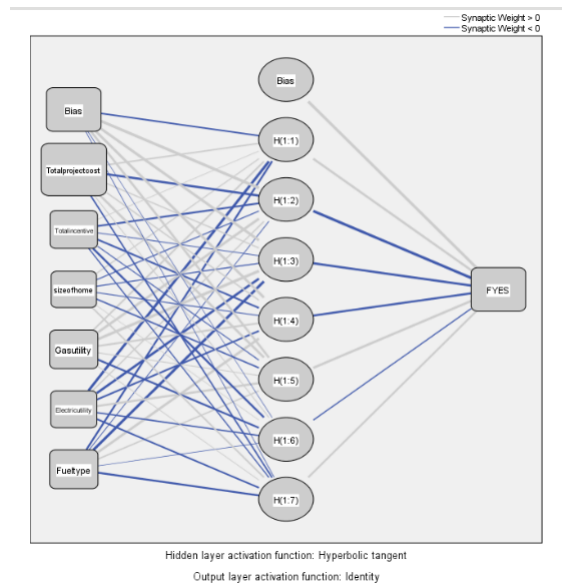 Synaptic Weight > 0
Synaptic Weight < 0
Bias
Bias
H(1:1)
Totalprojectcost
H(1:2)
Totalincentive
H(1:3)
sizeofhome
FYES
H(1:4)
Gasutility
H(1:5)
Electricutility
H(1:6)
Fueltype
H(1:7)
Hidden layer activation function: Hyperbolic tangent
Output layer activation function: Identity